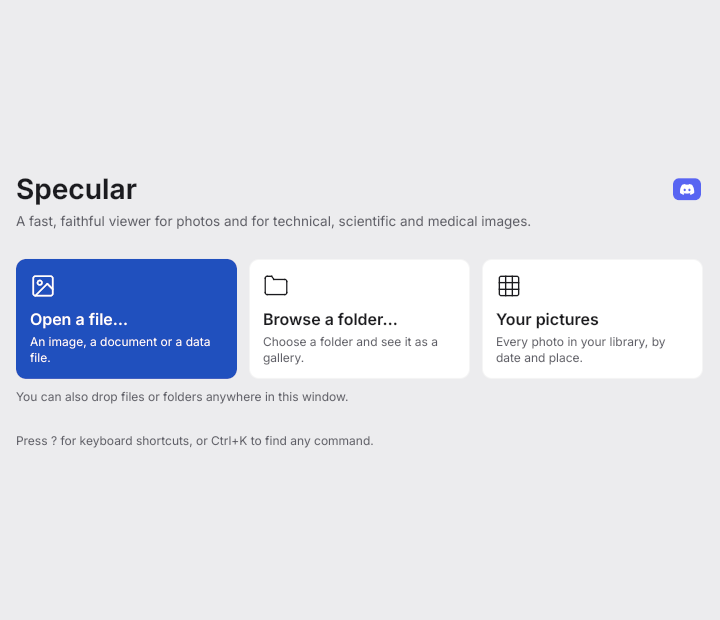 Specular
A fast, faithful viewer for photos and for technical, scientific and medical images.
Open a file...
An image, a document or a data
file.
Browse a folder...
Choose a folder and see it as a
gallery.
Your pictures
Every photo in your library, by
date and place.
You can also drop files or folders anywhere in this window.
Press ? for keyboard shortcuts, or Ctrl+K to find any command.